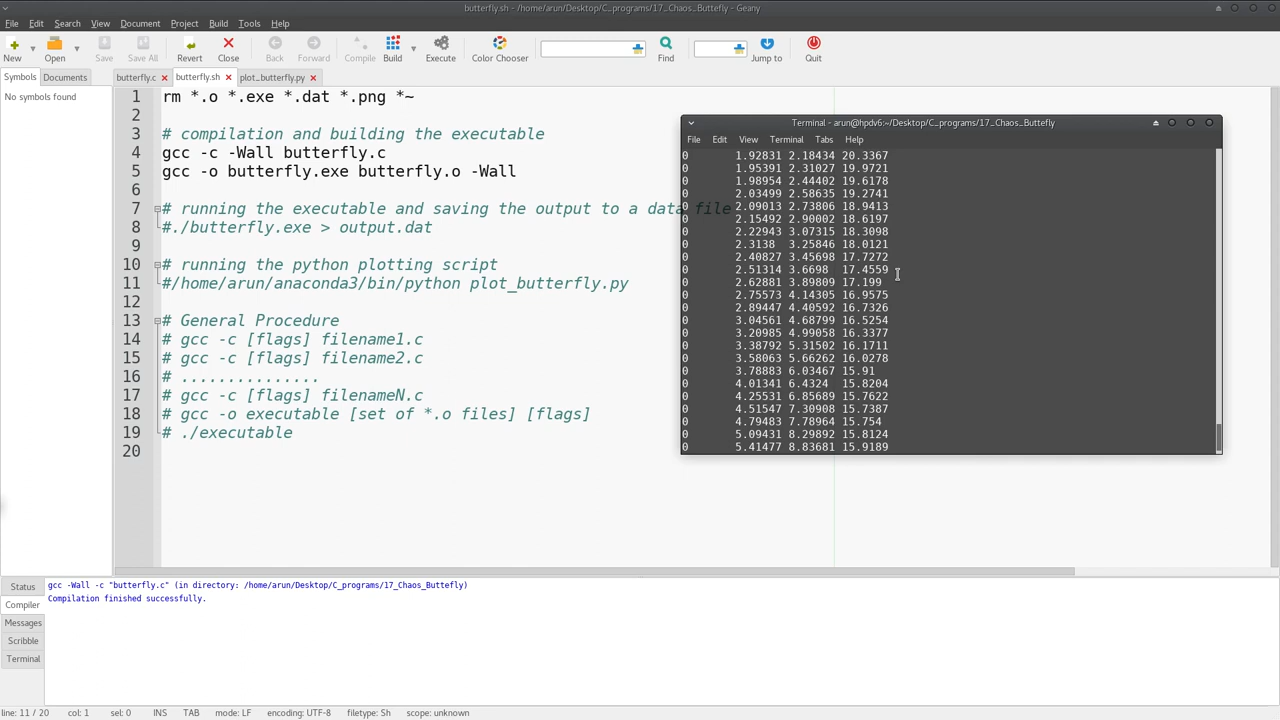 butterfly.sh - /home/arun/Desktop/C_programs/17_Chaos_Buttefly - Geany
File Edit Search View Document Project Build Tools Help
New Open Save Save All Revert Close Back Forward Compile Build Execute Color Chooser Find Jump to Quit
Symbols Documents butterfly.c butterfly.sh plot_butterfly.py
No symbols found
1 rm *.o *.exe *.dat *.png *~
2
3 # compilation and building the executable
4 gcc -c -Wall butterfly.c
5 gcc -o butterfly.exe butterfly.o -Wall
6
7 # running the executable and saving the output to a data file
8 #./butterfly.exe > output.dat
9
10 # running the python plotting script
11 #/home/arun/anaconda3/bin/python plot_butterfly.py
12
13 # General Procedure
14 # gcc -c [flags] filename1.c
15 # gcc -c [flags] filename2.c
16 # ...............
17 # gcc -c [flags] filenameN.c
18 # gcc -o executable [set of *.o files] [flags]
19 # ./executable
20
Terminal - arun@hpdv6:~/Desktop/C_programs/17_Chaos_Buttefly
File Edit View Terminal Tabs Help
0 1.92831 2.18434 20.3367
0 1.95391 2.31027 19.9721
0 1.98954 2.44402 19.6178
0 2.03499 2.58635 19.2741
0 2.09013 2.73806 18.9413
0 2.15492 2.90002 18.6197
0 2.22943 3.07315 18.3098
0 2.3138 3.25846 18.0121
0 2.40827 3.45698 17.7272
0 2.51314 3.6698 17.4559
0 2.62881 3.89809 17.199
0 2.75573 4.14305 16.9575
0 2.89447 4.40592 16.7326
0 3.04561 4.68799 16.5254
0 3.20985 4.99058 16.3377
0 3.38792 5.31502 16.1711
0 3.58063 5.66262 16.0278
0 3.78883 6.03467 15.91
0 4.01341 6.4324 15.8204
0 4.25531 6.85689 15.7622
0 4.51547 7.30908 15.7387
0 4.79483 7.78964 15.754
0 5.09431 8.29892 15.8124
0 5.41477 8.83681 15.9189
Status
Compiler
Messages
Scribble
Terminal
gcc -Wall -c "butterfly.c" (in directory: /home/arun/Desktop/C_programs/17_Chaos_Buttefly)
Compilation finished successfully.
line: 11 / 20 col: 1 sel: 0 INS TAB mode: LF encoding: UTF-8 filetype: Sh scope: unknown